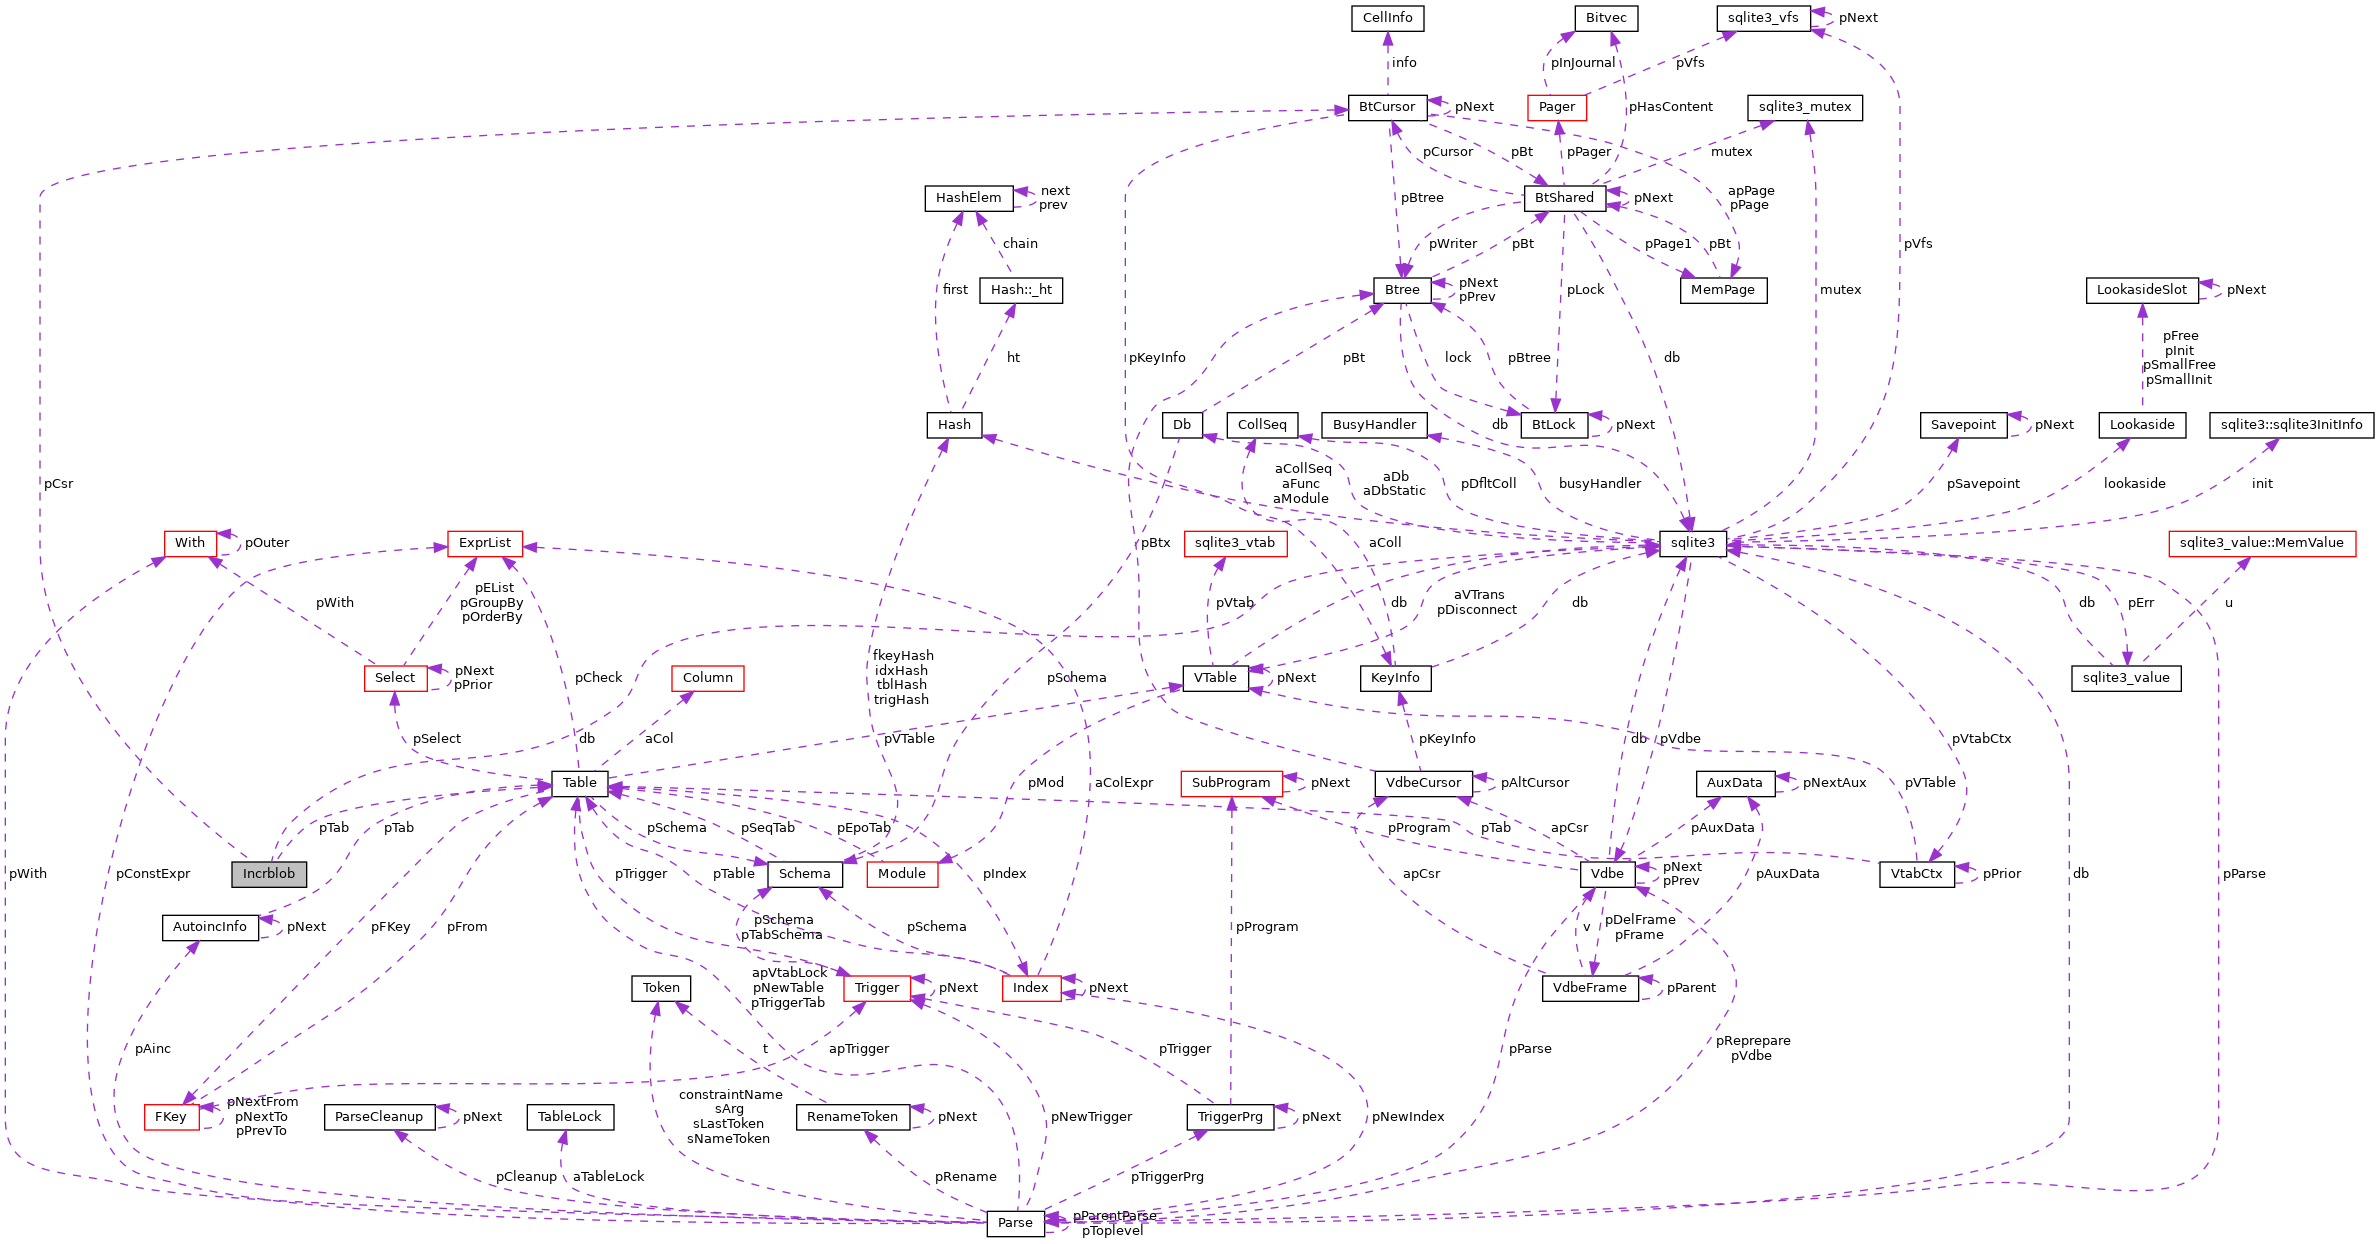 CellInfo
Bitvec
sqlite3_vfs
pNext
info
pInJournal
pVfs
BtCursor
pNext
Pager
pHasContent
sqlite3_mutex
pCursor
pBt
pPager
mutex
HashElem
next
prev
pBtree
BtShared
pNext
apPage
pPage
chain
pWriter
pBt
pPage1
pBt
pVfs
first
Hash::_ht
Btree
pNext
pPrev
pLock
MemPage
mutex
LookasideSlot
pNext
ht
pKeyInfo
pBt
lock
pBtree
db
pFree
pInit
pSmallFree
pSmallInit
Hash
Db
CollSeq
BusyHandler
db
BtLock
pNext
Savepoint
pNext
Lookaside
sqlite3::sqlite3InitInfo
pCsr
aCollSeq
aFunc
aModule
aDb
aDbStatic
pDfltColl
busyHandler
pSavepoint
lookaside
init
With
pOuter
ExprList
pBtx
sqlite3_vtab
aColl
sqlite3
sqlite3_value::MemValue
pWith
pEList
pGroupBy
pOrderBy
pVtab
db
aVTrans
pDisconnect
db
db
pErr
u
Select
pNext
pPrior
pCheck
Column
fkeyHash
idxHash
tblHash
trigHash
pSchema
VTable
pNext
KeyInfo
sqlite3_value
pSelect
db
aCol
pVTable
pKeyInfo
db
pVdbe
pVtabCtx
Table
pMod
aColExpr
SubProgram
pNext
VdbeCursor
pAltCursor
AuxData
pNextAux
pVTable
pTab
pTab
pSchema
pSeqTab
pEpoTab
pProgram
pTab
apCsr
pAuxData
pWith
pConstExpr
Incrblob
pTrigger
pTable
Schema
Module
pIndex
apCsr
Vdbe
pNext
pPrev
pAuxData
VtabCtx
pPrior
db
pParse
AutoincInfo
pNext
pFKey
pFrom
pSchema
pTabSchema
pSchema
pProgram
v
pDelFrame
pFrame
Token
apVtabLock
pNewTable
pTriggerTab
Trigger
pNext
Index
pNext
VdbeFrame
pParent
pAinc
t
apTrigger
pTrigger
pParse
pReprepare
pVdbe
FKey
pNextFrom
pNextTo
pPrevTo
ParseCleanup
pNext
TableLock
constraintName
sArg
sLastToken
sNameToken
RenameToken
pNext
pNewTrigger
TriggerPrg
pNext
pNewIndex
pCleanup
aTableLock
pRename
pTriggerPrg
Parse
pParentParse
pToplevel